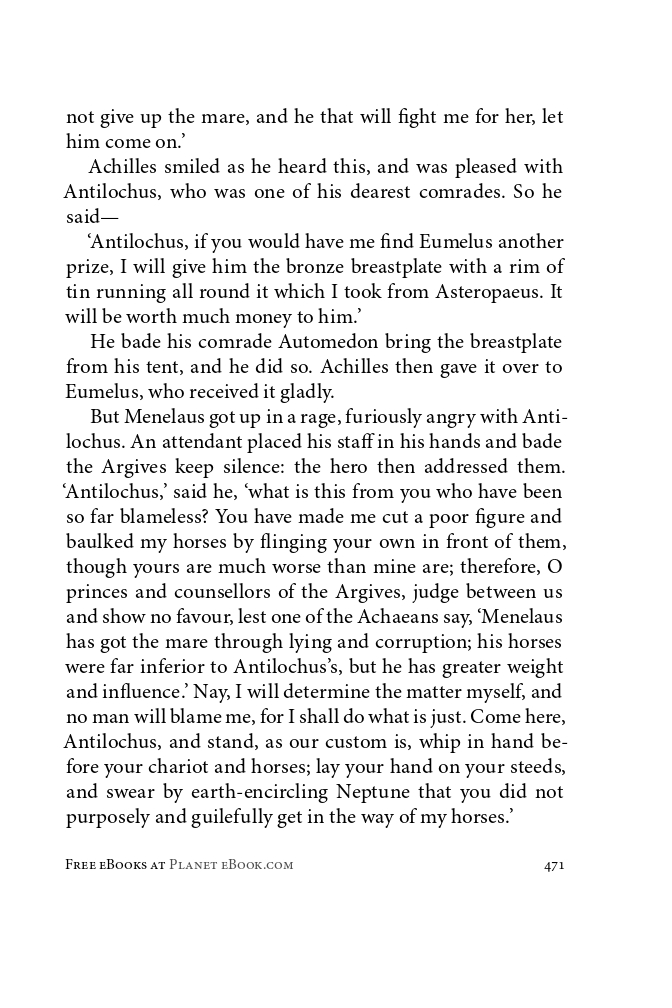 not give up the mare, and he that will fight me for her, let
him come on.’
Achilles smiled as he heard this, and was pleased with
Antilochus, who was one of his dearest comrades. So he
said—
‘Antilochus, if you would have me find Eumelus another
prize, I will give him the bronze breastplate with a rim of
tin running all round it which I took from Asteropaeus. It
will be worth much money to him.’
He bade his comrade Automedon bring the breastplate
from his tent, and he did so. Achilles then gave it over to
Eumelus, who received it gladly.
But Menelaus got up in a rage, furiously angry with Anti-
lochus. An attendant placed his staff in his hands and bade
the Argives keep silence: the hero then addressed them.
‘Antilochus,’ said he, ‘what is this from you who have been
so far blameless? You have made me cut a poor figure and
baulked my horses by flinging your own in front of them,
though yours are much worse than mine are; therefore, O
princes and counsellors of the Argives, judge between us
and show no favour, lest one of the Achaeans say, ‘Menelaus
has got the mare through lying and corruption; his horses
were far inferior to Antilochus’s, but he has greater weight
and influence.’ Nay, I will determine the matter myself, and
no man will blame me, for I shall do what is just. Come here,
Antilochus, and stand, as our custom is, whip in hand be-
fore your chariot and horses; lay your hand on your steeds,
and swear by earth-encircling Neptune that you did not
purposely and guilefully get in the way of my horses.’
Free eBooks at Planet eBook.com 471